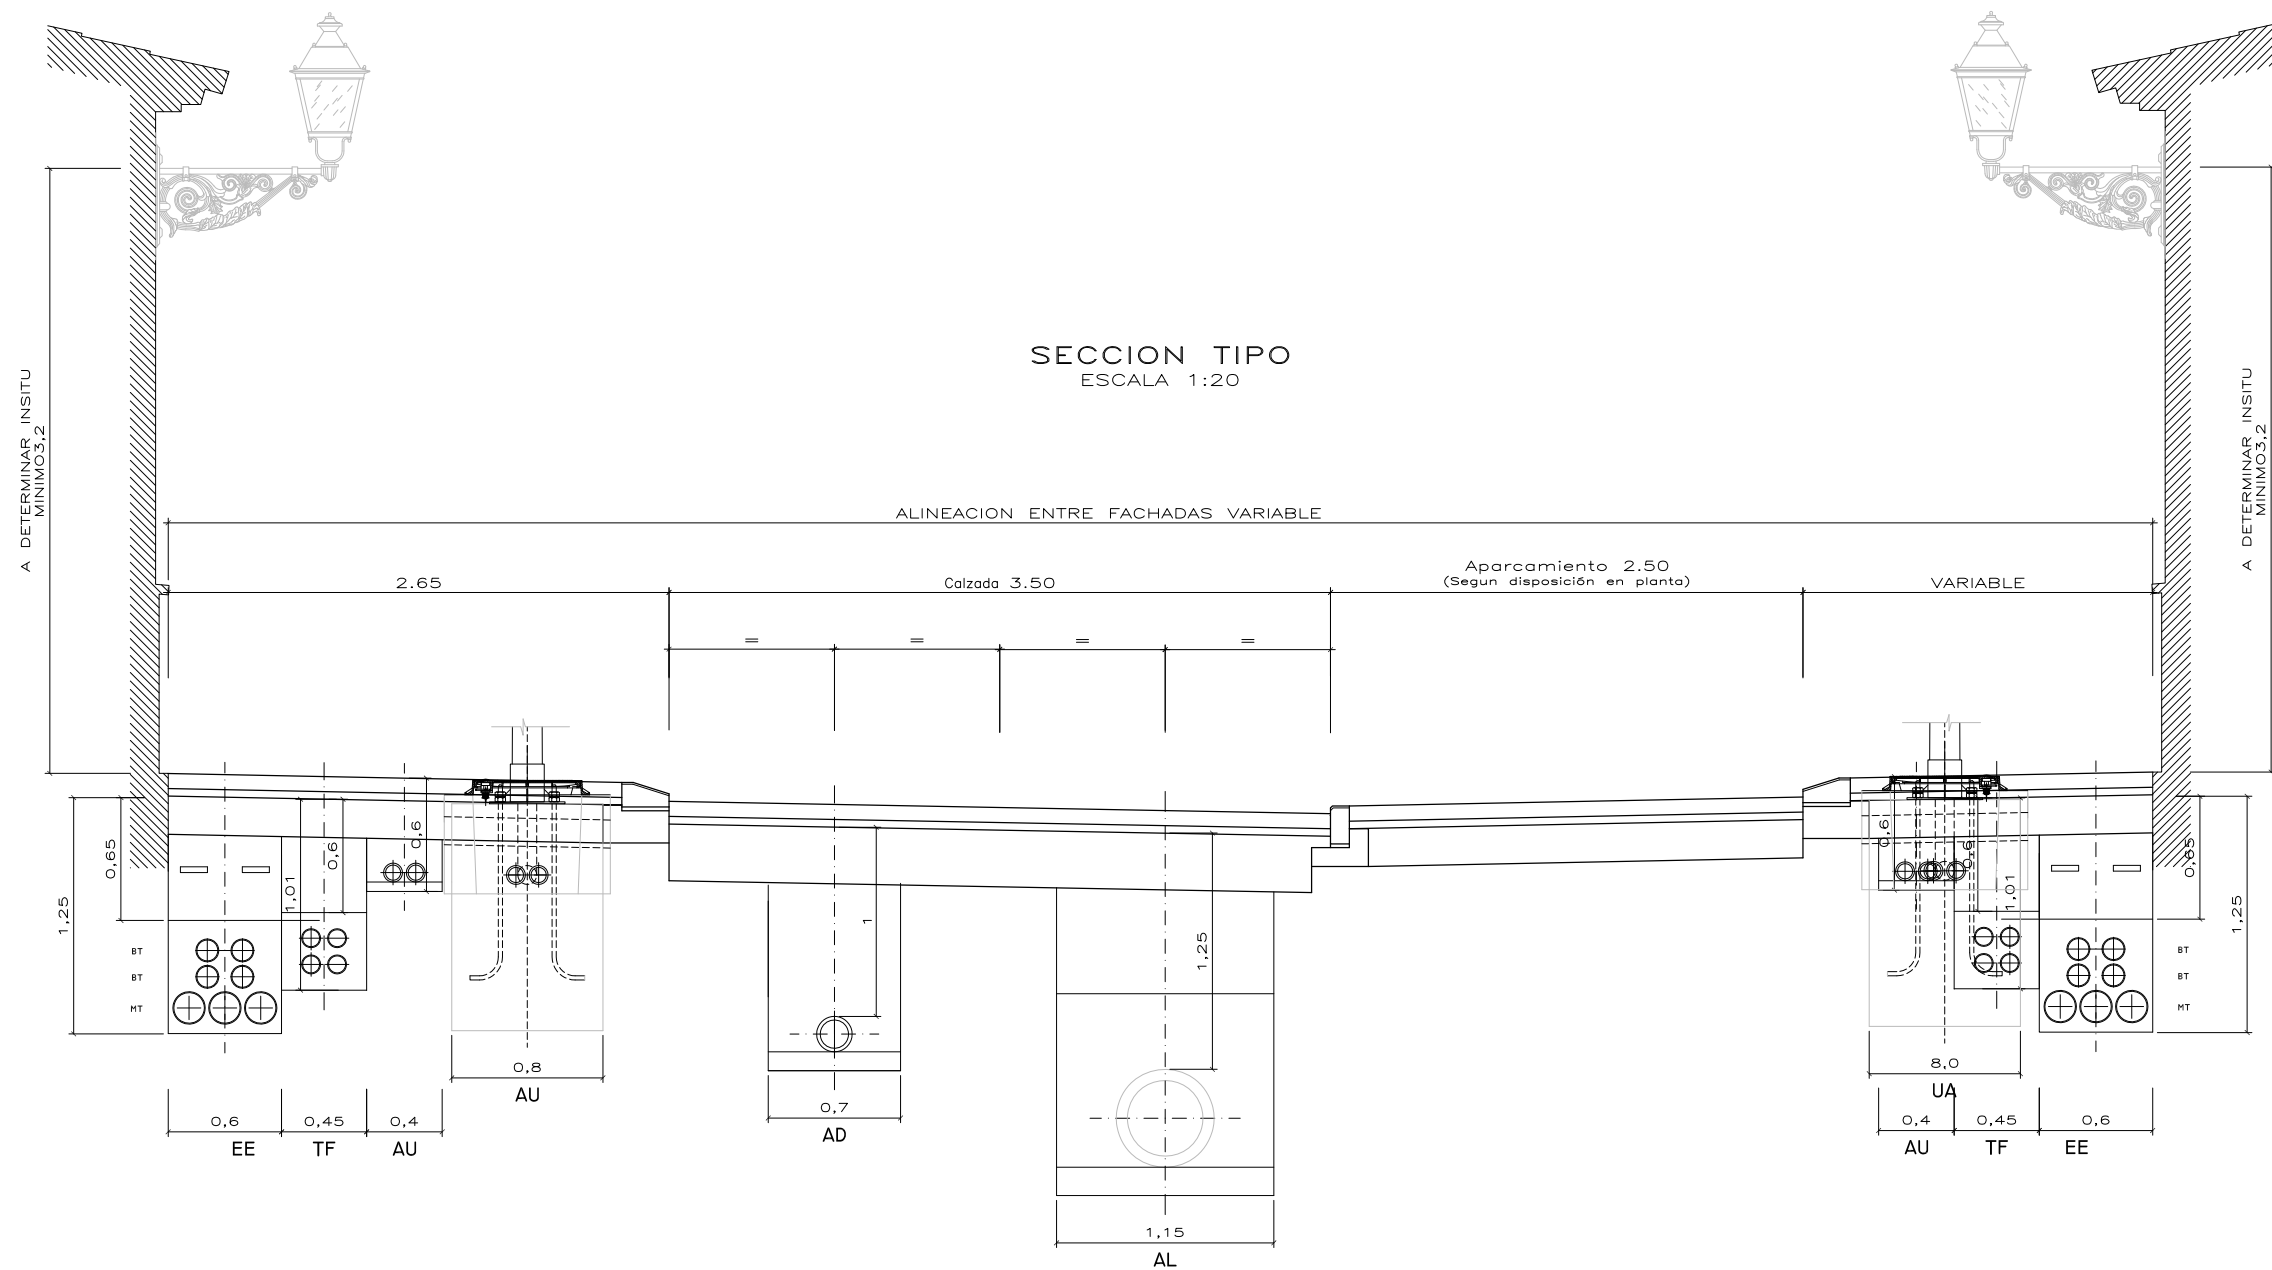 SECCION TIPO
ESCALA 1:20
A DETERMINAR INSITU
MINIMO3,2
A DETERMINAR INSITU
MINIMO3,2
ALINEACION ENTRE FACHADAS VARIABLE
2.65
Calzada 3.50
Aparcamiento 2.50
(Segun disposición en planta)
VARIABLE
=
=
=
=
0,65
1,25
1,01
0,6
0,6
1
1,25
0,6
0,6
1,01
0,65
1,25
BT
BT
MT
BT
BT
MT
0,8
AU
0,7
AD
8,0
UA
0,6
0,45
0,4
EE
TF
AU
0,4
0,45
0,6
AU
TF
EE
1,15
AL